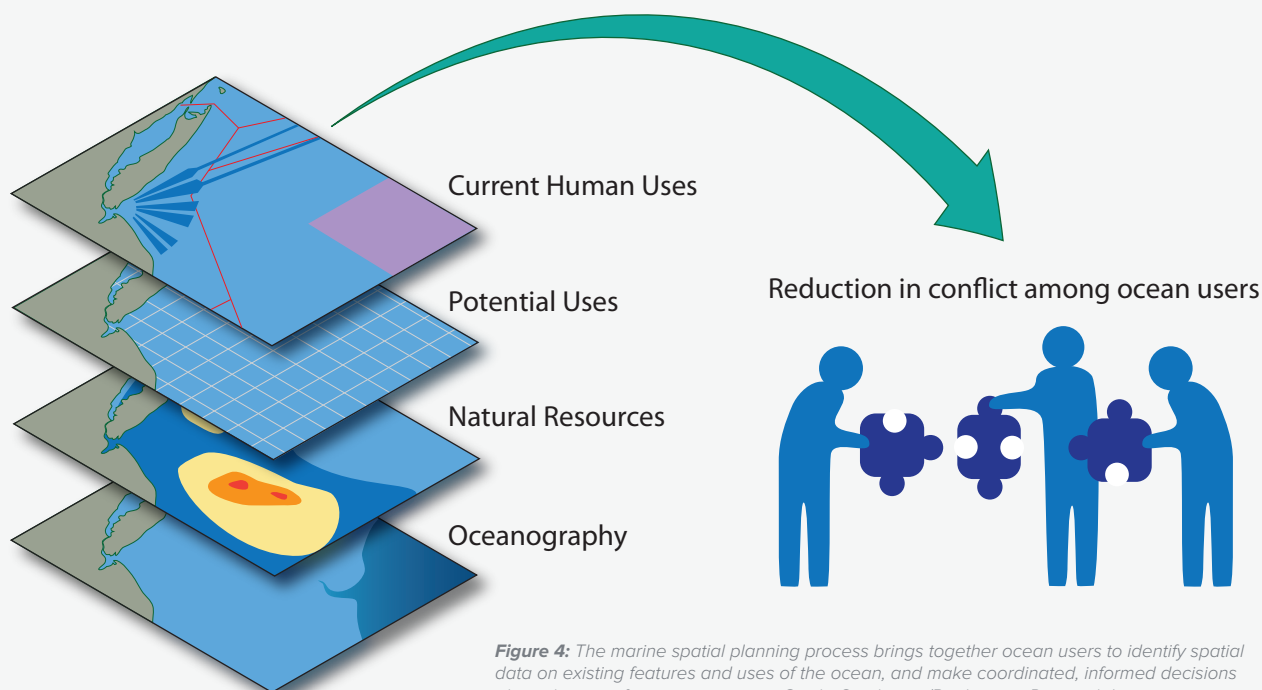 Current Human Uses
Potential Uses
Natural Resources
Oceanography
Reduction in conflict among ocean users
Figure 4: The marine spatial planning process brings together ocean users to identify spatial
data on existing features and uses of the ocean, and make coordinated, informed decisions